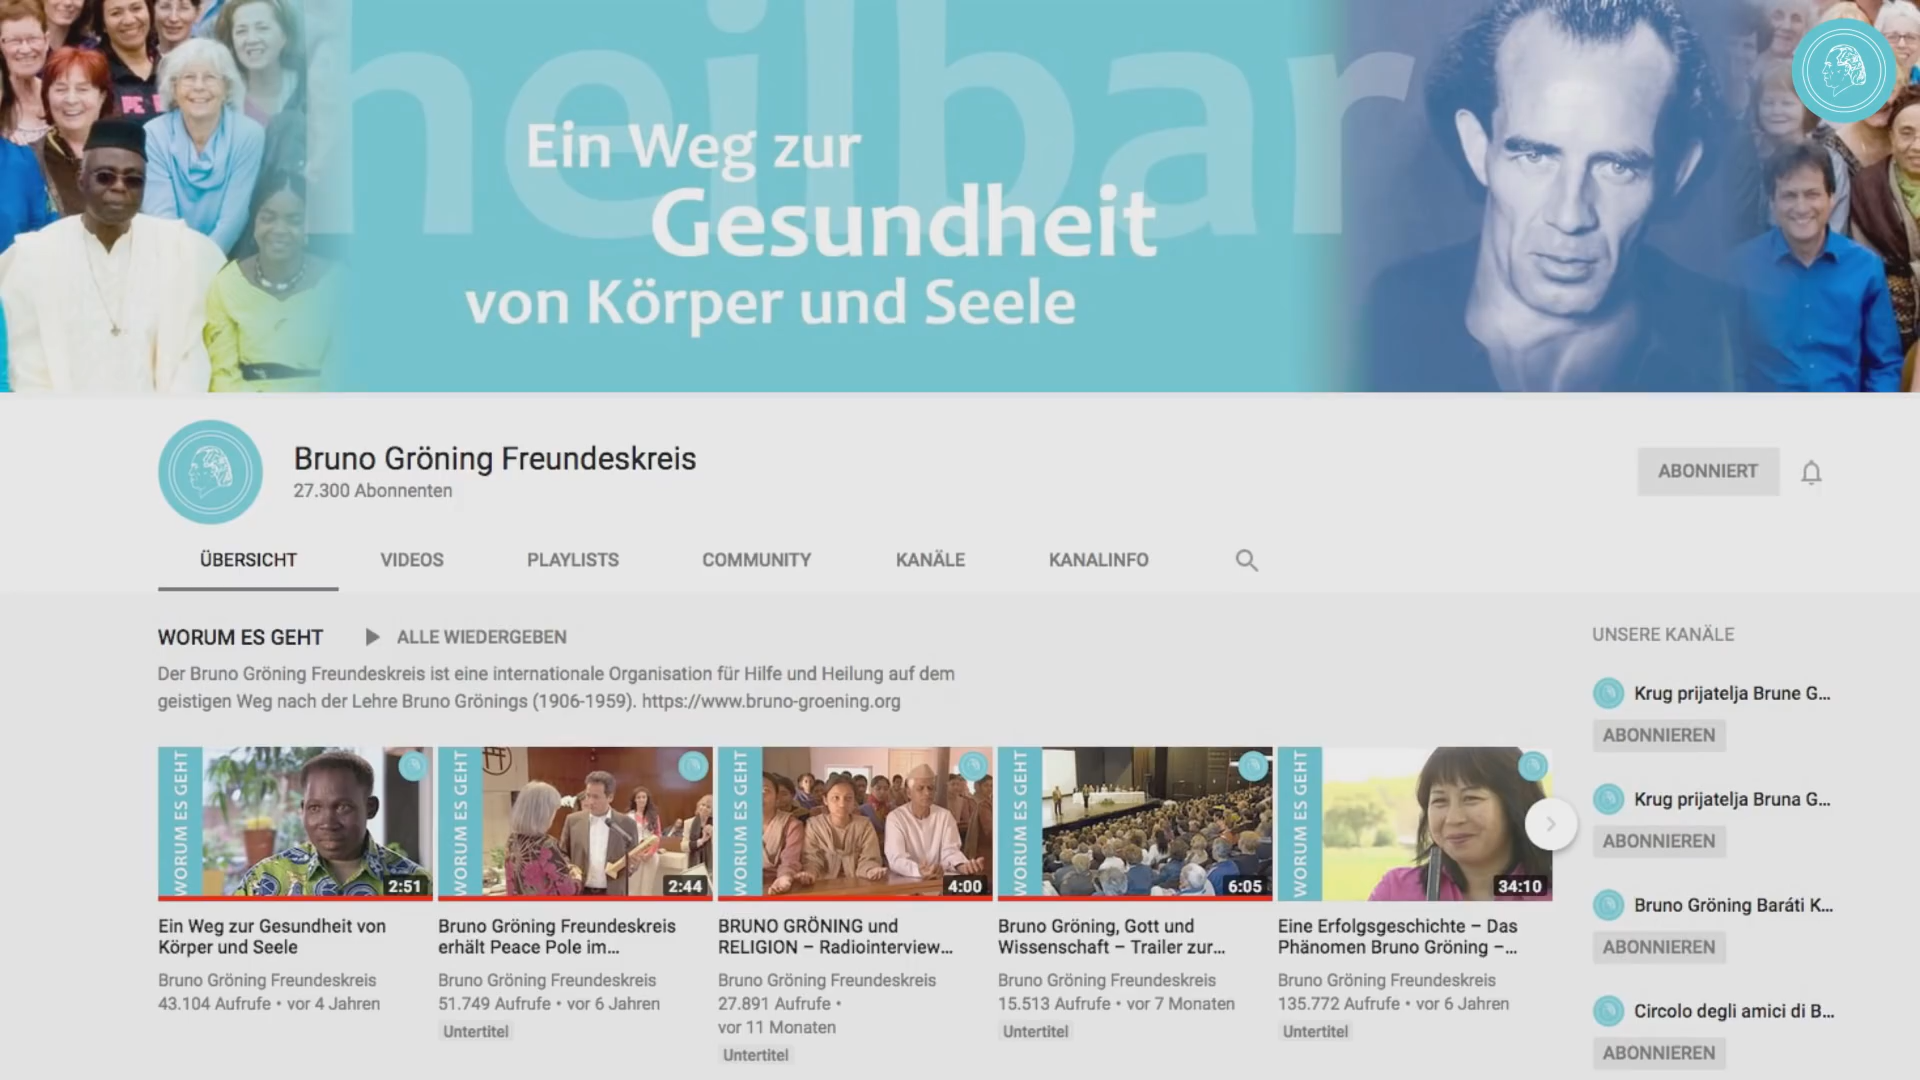 heilbar
Ein Weg zur
Gesundheit
von Körper und Seele
Bruno Gröning Freundeskreis
27.300 Abonnenten
ABONNIERT
ÜBERSICHT VIDEOS PLAYLISTS COMMUNITY KANÄLE KANALINFO
WORUM ES GEHT ALLE WIEDERGEBEN
Der Bruno Gröning Freundeskreis ist eine internationale Organisation für Hilfe und Heilung auf dem
geistigen Weg nach der Lehre Bruno Grönings (1906-1959). https://www.bruno-groening.org
WORUM ES GEHT
2:51
Ein Weg zur Gesundheit von
Körper und Seele
Bruno Gröning Freundeskreis
43.104 Aufrufe • vor 4 Jahren
WORUM ES GEHT
2:44
Bruno Gröning Freundeskreis
erhält Peace Pole im...
Bruno Gröning Freundeskreis
51.749 Aufrufe • vor 6 Jahren
Untertitel
WORUM ES GEHT
4:00
BRUNO GRÖNING und
RELIGION – Radiointerview...
Bruno Gröning Freundeskreis
27.891 Aufrufe •
vor 11 Monaten
Untertitel
WORUM ES GEHT
6:05
Bruno Gröning, Gott und
Wissenschaft – Trailer zur...
Bruno Gröning Freundeskreis
15.513 Aufrufe • vor 7 Monaten
Untertitel
WORUM ES GEHT
34:10
Eine Erfolgsgeschichte – Das
Phänomen Bruno Gröning –...
Bruno Gröning Freundeskreis
135.772 Aufrufe • vor 6 Jahren
Untertitel
UNSERE KANÄLE
Krug prijatelja Brune G...
ABONNIEREN
Krug prijatelja Bruna G...
ABONNIEREN
Bruno Gröning Baráti K...
ABONNIEREN
Circolo degli amici di B...
ABONNIEREN